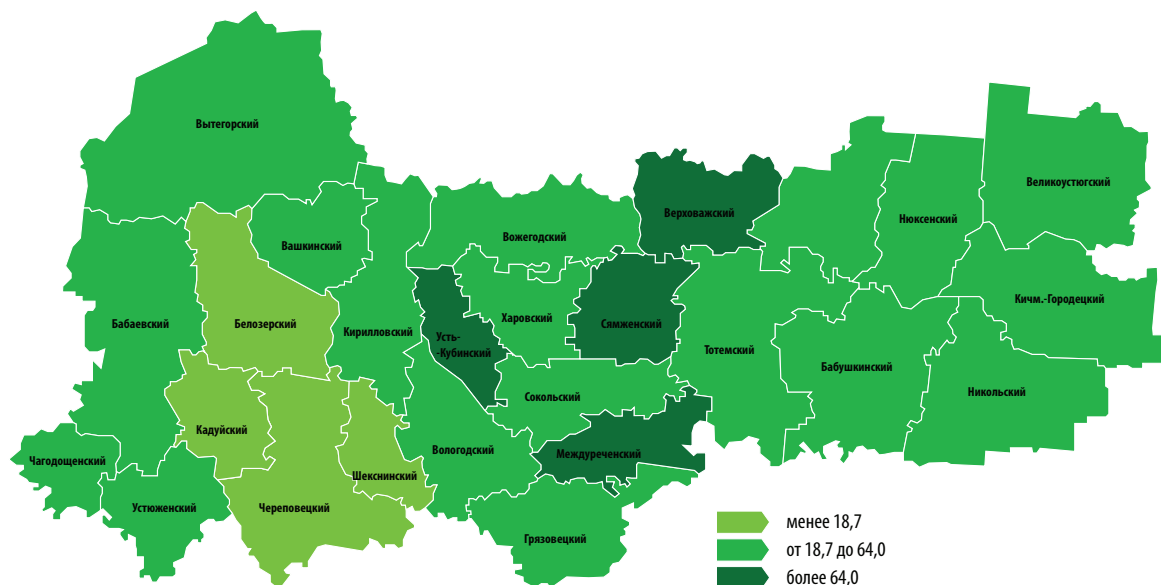 Вытегорский
Великоустюгский
Верховажский
Нюксенский
Вашкинский
Вожегодский
Кичм.-Городецкий
Бабаевский
Белозерский
Кирилловский
Усть-
-Кубинский
Харовский
Сямженский
Тотемский
Бабушкинский
Никольский
Сокольский
Кадуйский
Чагодощенский
Вологодский
Междуреченский
Шекснинский
Устюженский
Череповецкий
Грязовецкий
менее 18,7
от 18,7 до 64,0
более 64,0